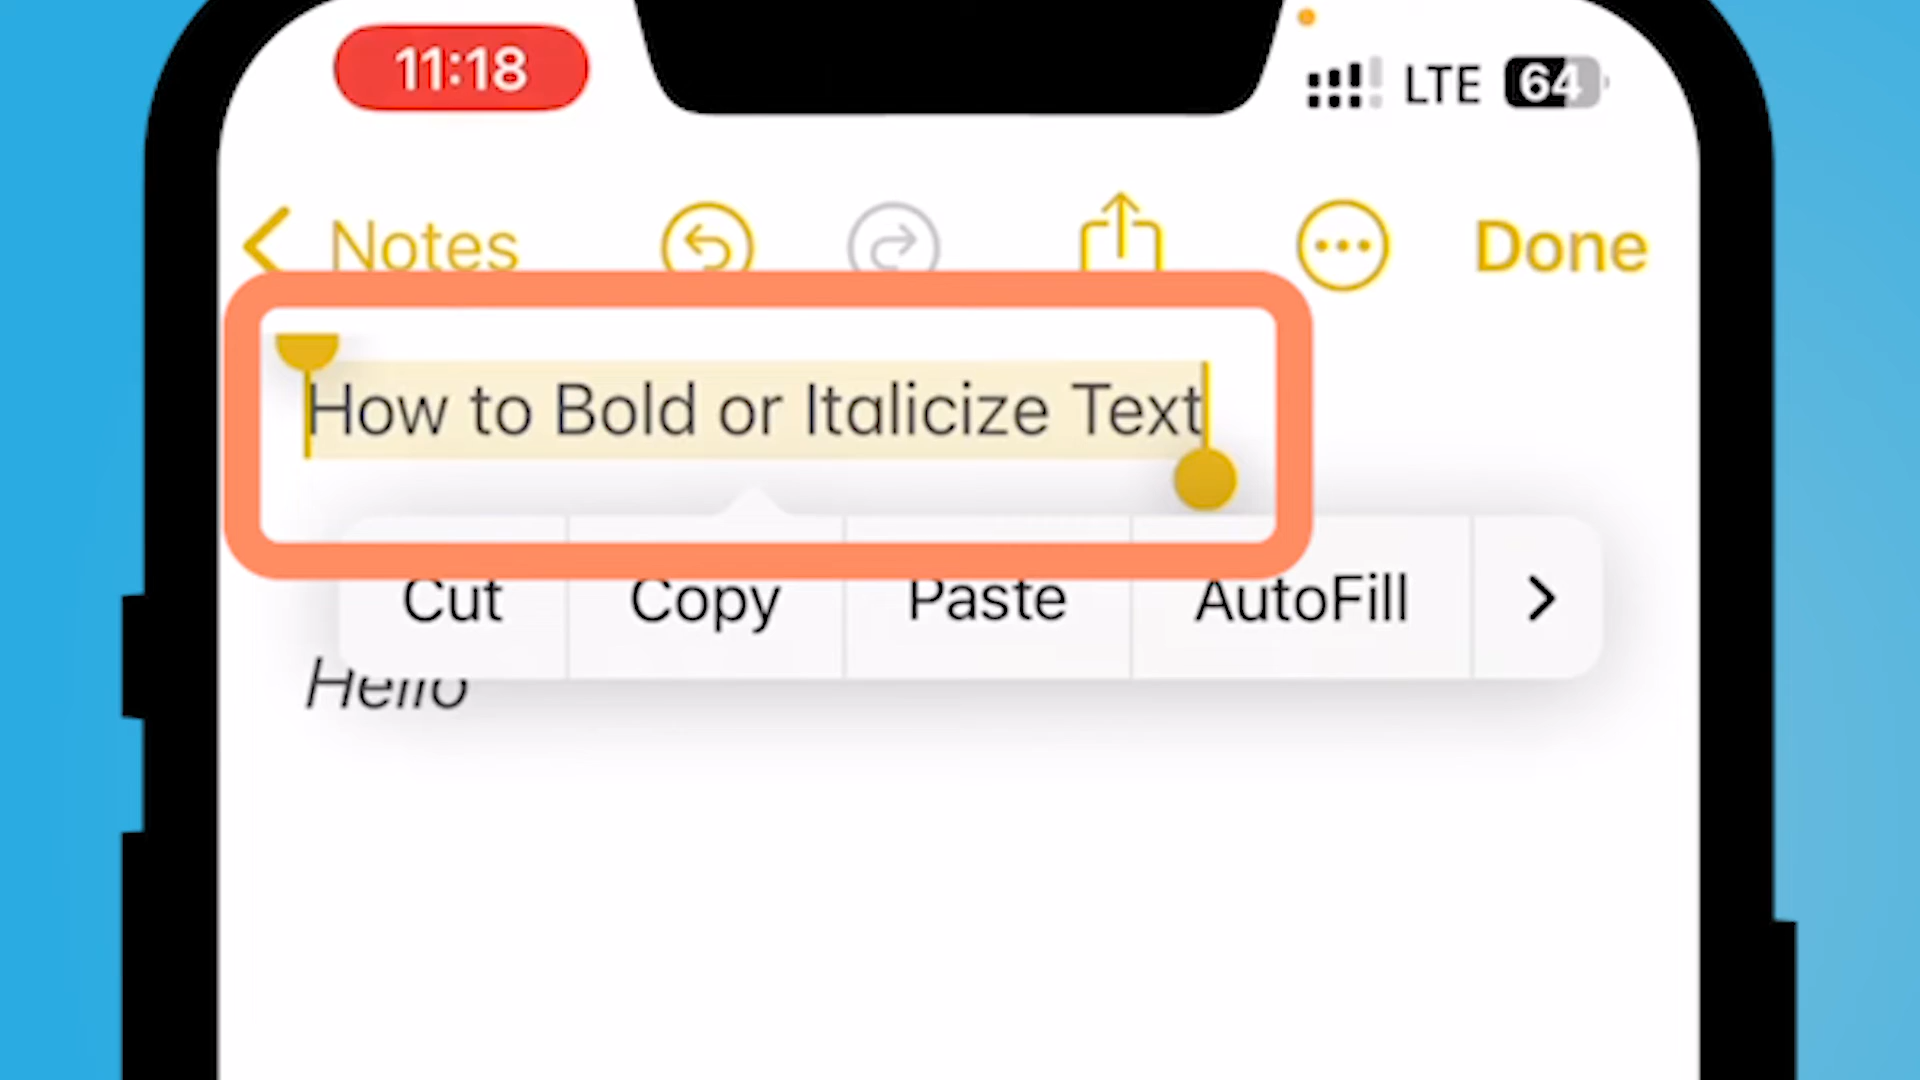 11:18
LTE 64
Notes
Done
How to Bold or Italicize Text
Cut Copy Paste AutoFill
Hello